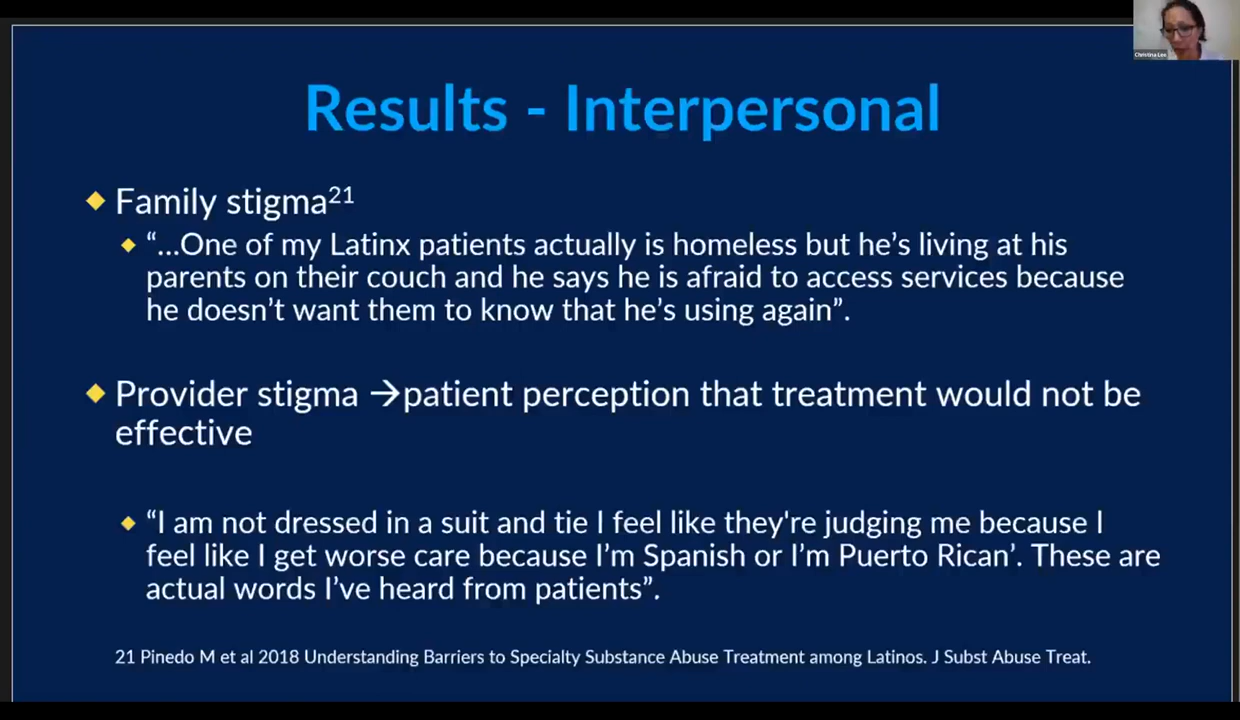 Christina Lee
Results - Interpersonal
Family stigma21
“...One of my Latinx patients actually is homeless but he’s living at his
parents on their couch and he says he is afraid to access services because
he doesn’t want them to know that he’s using again”.
Provider stigma →patient perception that treatment would not be
effective
“I am not dressed in a suit and tie I feel like they're judging me because I
feel like I get worse care because I’m Spanish or I’m Puerto Rican’. These are
actual words I’ve heard from patients”.
21 Pinedo M et al 2018 Understanding Barriers to Specialty Substance Abuse Treatment among Latinos. J Subst Abuse Treat.